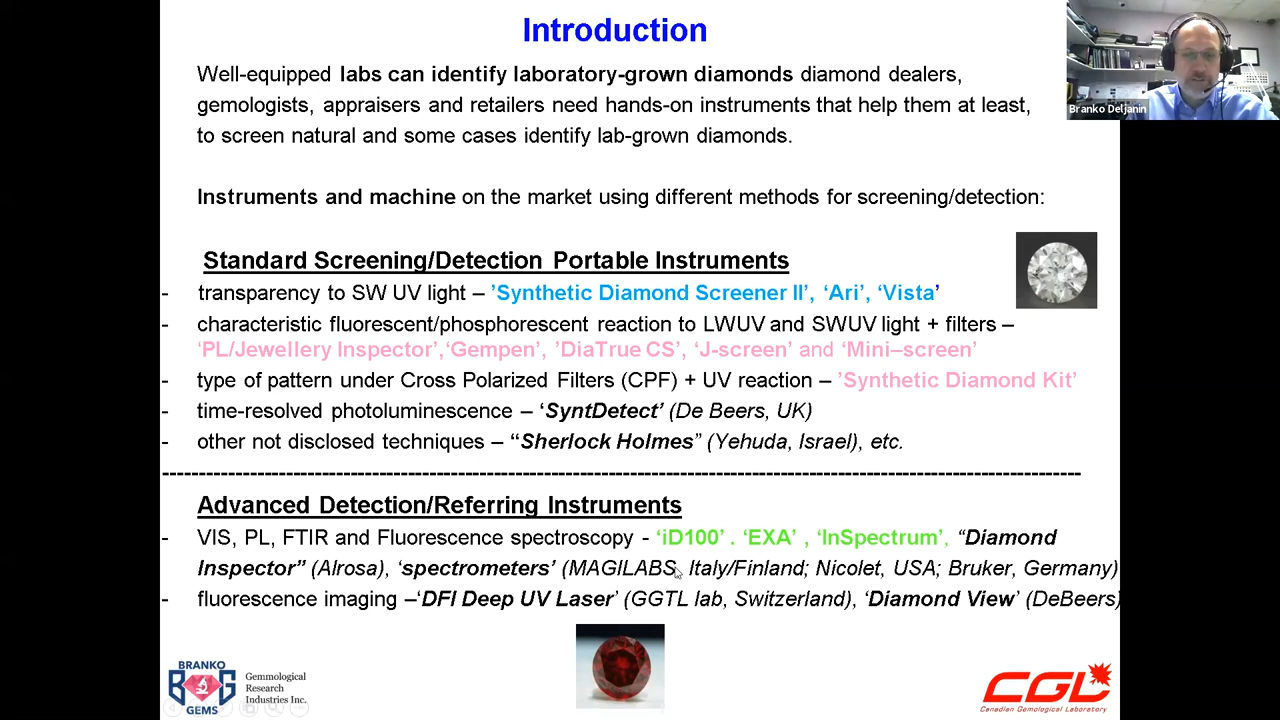 Introduction
Branko Deljanin
Well-equipped labs can identify laboratory-grown diamonds diamond dealers,
gemologists, appraisers and retailers need hands-on instruments that help them at least,
to screen natural and some cases identify lab-grown diamonds.
Instruments and machine on the market using different methods for screening/detection:
Standard Screening/Detection Portable Instruments
- transparency to SW UV light – ’Synthetic Diamond Screener II’, ‘Ari’, ‘Vista’
- characteristic fluorescent/phosphorescent reaction to LWUV and SWUV light + filters –
‘PL/Jewellery Inspector’,‘Gempen’, ’DiaTrue CS’, ‘J-screen’ and ‘Mini–screen’
- type of pattern under Cross Polarized Filters (CPF) + UV reaction – ’Synthetic Diamond Kit’
- time-resolved photoluminescence – ‘SyntDetect’ (De Beers, UK)
- other not disclosed techniques – “Sherlock Holmes” (Yehuda, Israel), etc.
Advanced Detection/Referring Instruments
- VIS, PL, FTIR and Fluorescence spectroscopy - ‘iD100’ . ‘EXA’ , ‘InSpectrum’, “Diamond
Inspector” (Alrosa), ‘spectrometers’ (MAGILABS, Italy/Finland; Nicolet, USA; Bruker, Germany)
- fluorescence imaging –‘DFI Deep UV Laser’ (GGTL lab, Switzerland), ‘Diamond View’ (DeBeers)
BRANKO
B G
GEMS
Gemmological
Research
Industries Inc.
CGL
Canadian Gemological Laboratory